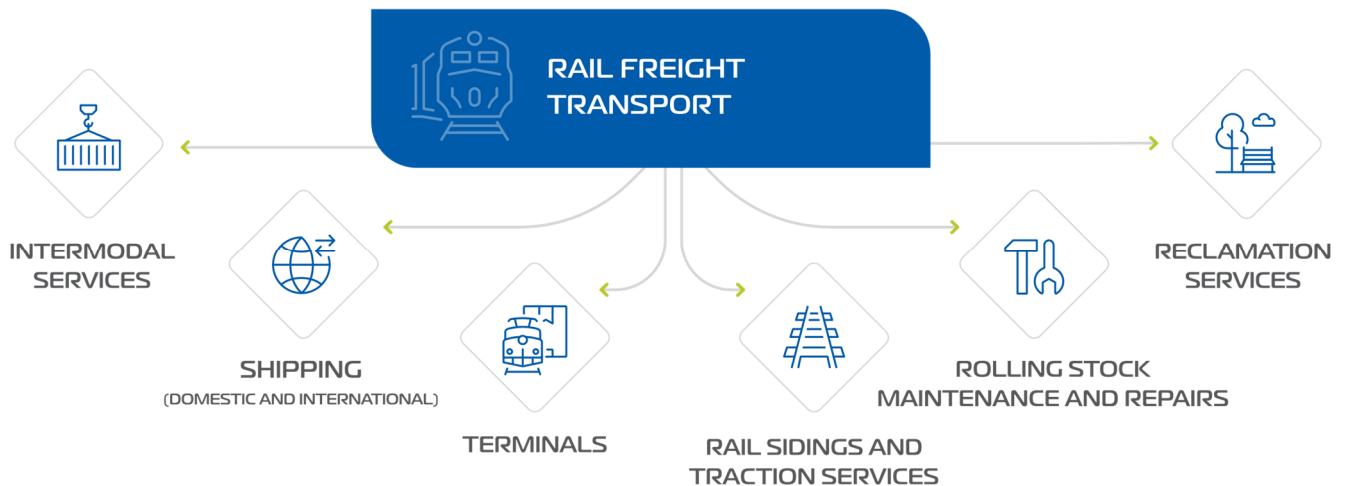 RAIL FREIGHT
TRANSPORT
INTERMODAL
SERVICES
SHIPPING
(DOMESTIC AND INTERNATIONAL)
TERMINALS
RAIL SIDINGS AND
TRACTION SERVICES
ROLLING STOCK
MAINTENANCE AND REPAIRS
RECLAMATION
SERVICES